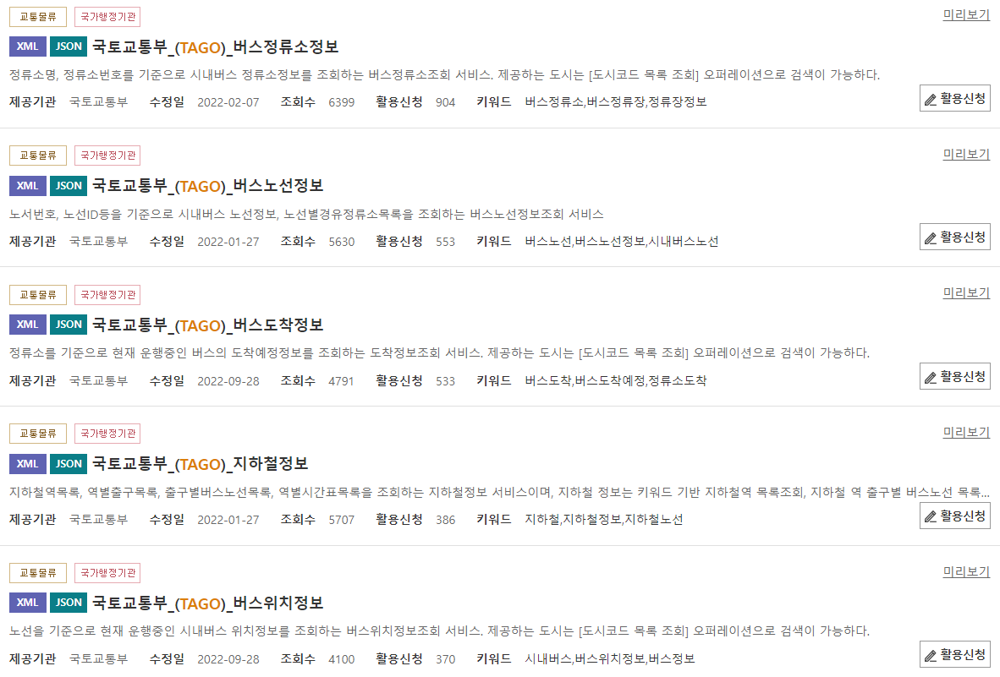 교통물류 국가행정기관 미리보기
XML JSON 국토교통부_(TAGO)_버스정류소정보
정류소명, 정류소번호를 기준으로 시내버스 정류소정보를 조회하는 버스정류소조회 서비스. 제공하는 도시는 [도시코드 목록 조회] 오퍼레이션으로 검색이 가능하다.
제공기관 국토교통부 수정일 2022-02-07 조회수 6399 활용신청 904 키워드 버스정류소,버스정류장,정류장정보 활용신청
교통물류 국가행정기관 미리보기
XML JSON 국토교통부_(TAGO)_버스노선정보
노서번호, 노선ID등을 기준으로 시내버스 노선정보, 노선별경유정류소목록을 조회하는 버스노선정보조회 서비스
제공기관 국토교통부 수정일 2022-01-27 조회수 5630 활용신청 553 키워드 버스노선,버스노선정보,시내버스노선 활용신청
교통물류 국가행정기관 미리보기
XML JSON 국토교통부_(TAGO)_버스도착정보
정류소를 기준으로 현재 운행중인 버스의 도착예정정보를 조회하는 도착정보조회 서비스. 제공하는 도시는 [도시코드 목록 조회] 오퍼레이션으로 검색이 가능하다.
제공기관 국토교통부 수정일 2022-09-28 조회수 4791 활용신청 533 키워드 버스도착,버스도착예정,정류소도착 활용신청
교통물류 국가행정기관 미리보기
XML JSON 국토교통부_(TAGO)_지하철정보
지하철역목록, 역별출구목록, 출구별버스노선목록, 역별시간표목록을 조회하는 지하철정보 서비스이며, 지하철 정보는 키워드 기반 지하철역 목록조회, 지하철 역 출구별 버스노선 목록...
제공기관 국토교통부 수정일 2022-01-27 조회수 5707 활용신청 386 키워드 지하철,지하철정보,지하철노선 활용신청
교통물류 국가행정기관 미리보기
XML JSON 국토교통부_(TAGO)_버스위치정보
노선을 기준으로 현재 운행중인 시내버스 위치정보를 조회하는 버스위치정보조회 서비스. 제공하는 도시는 [도시코드 목록 조회] 오퍼레이션으로 검색이 가능하다.
제공기관 국토교통부 수정일 2022-09-28 조회수 4100 활용신청 370 키워드 시내버스,버스위치정보,버스정보 활용신청